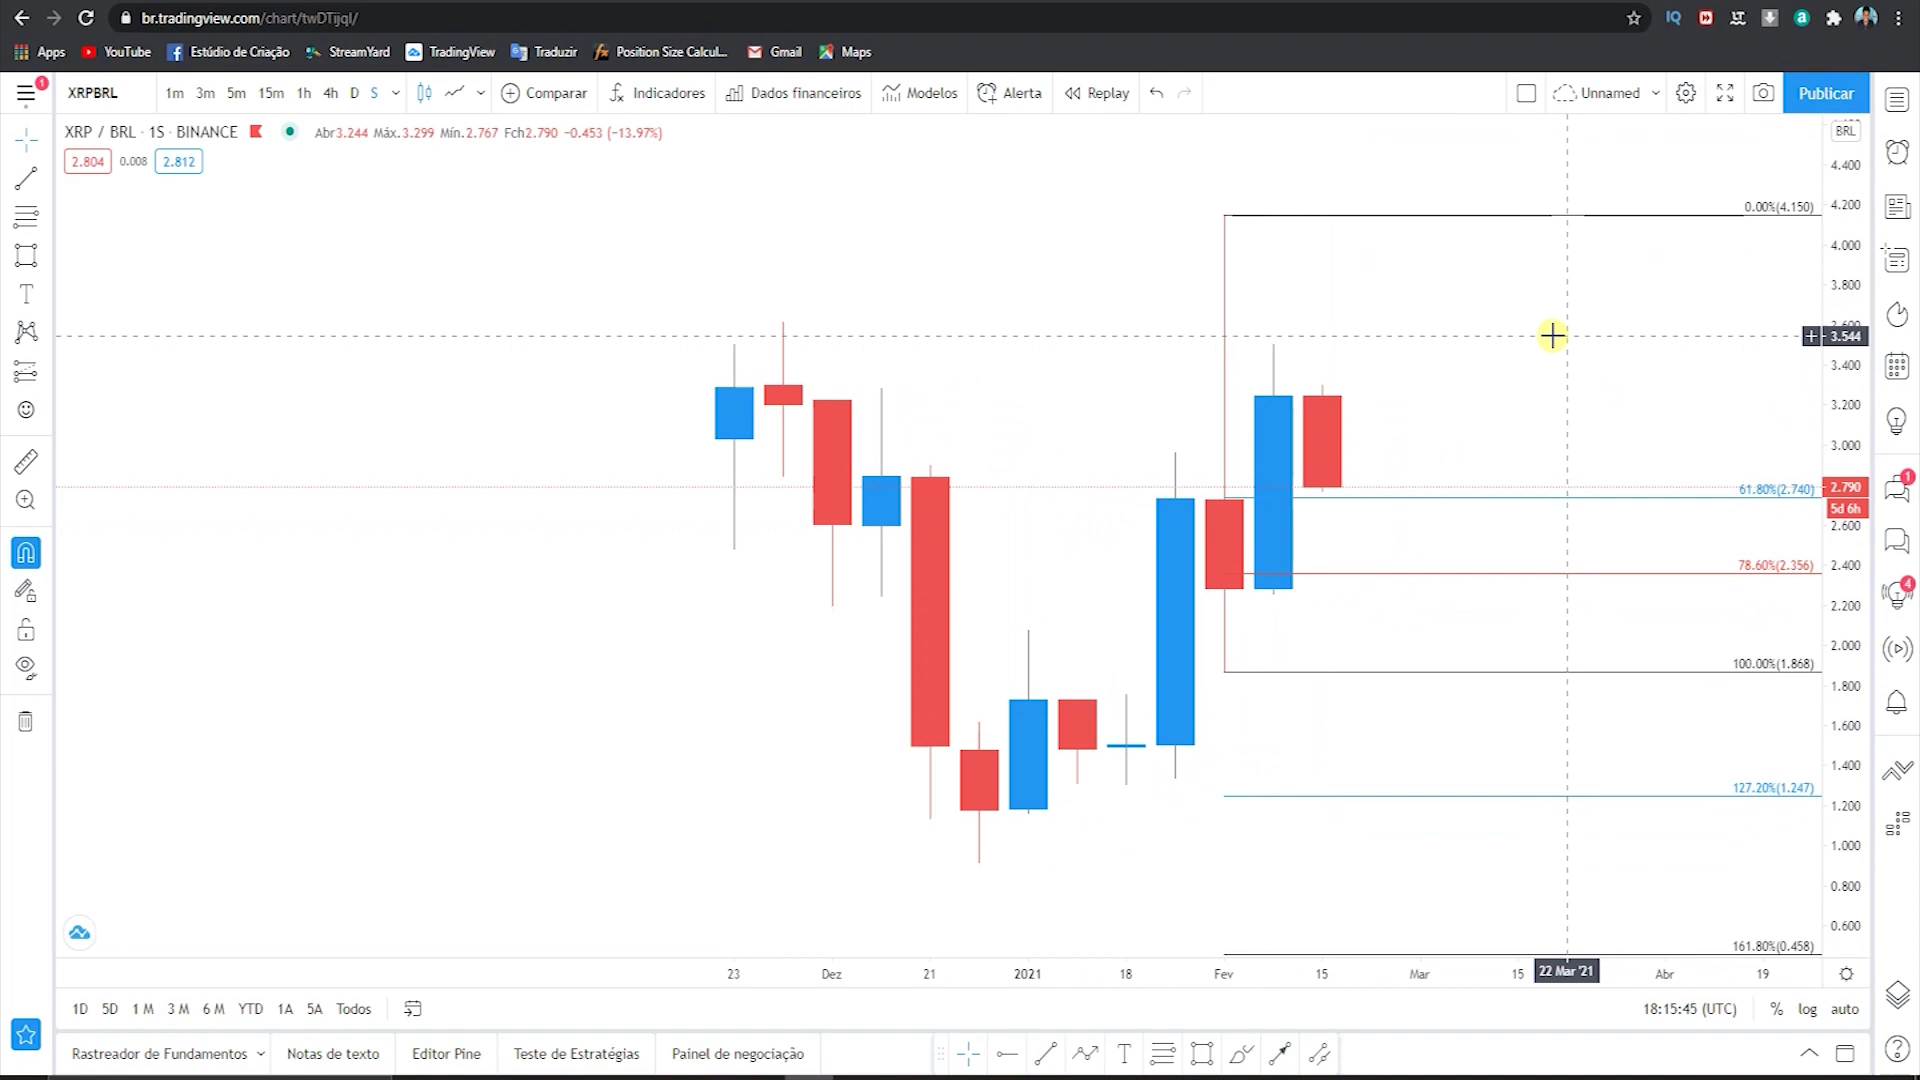 br.tradingview.com/chart/twDTijql/
Apps YouTube Estúdio de Criação StreamYard TradingView Traduzir Position Size Calcul... Gmail Maps
1 XRPBRL 1m 3m 5m 15m 1h 4h D S Comparar Indicadores Dados financeiros Modelos Alerta Replay Unnamed Publicar
XRP / BRL · 1S · BINANCE Abr3.244 Máx.3.299 Mín.2.767 Fch2.790 −0.453 (−13.97%)
BRL
2.804 0.008 2.812
4.400
0.00%(4.150)
4.200
4.000
3.800
3.544
3.400
3.200
3.000
61.80%(2.740)
2.790
5d 6h
1
2.600
78.60%(2.356)
2.400
4
2.200
2.000
100.00%(1.868)
1.800
1.600
1.400
127.20%(1.247)
1.200
1.000
0.800
0.600
161.80%(0.458)
23 Dez 21 2021 18 Fev 15 Mar 15 22 Mar '21 Abr 19
1D 5D 1 M 3 M 6 M YTD 1A 5A Todos 18:15:45 (UTC) % log auto
Rastreador de Fundamentos Notas de texto Editor Pine Teste de Estratégias Painel de negociação